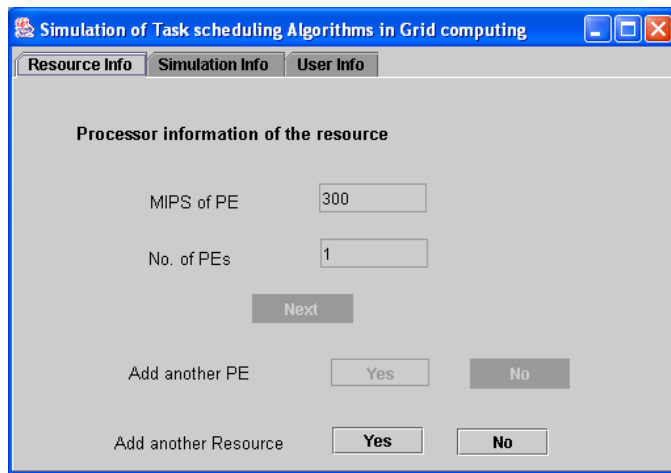 Simulation of Task scheduling Algorithms in Grid computing
Resource Info Simulation Info User Info
Processor information of the resource
MIPS of PE 300
No. of PEs 1
Next
Add another PE Yes No
Add another Resource Yes No